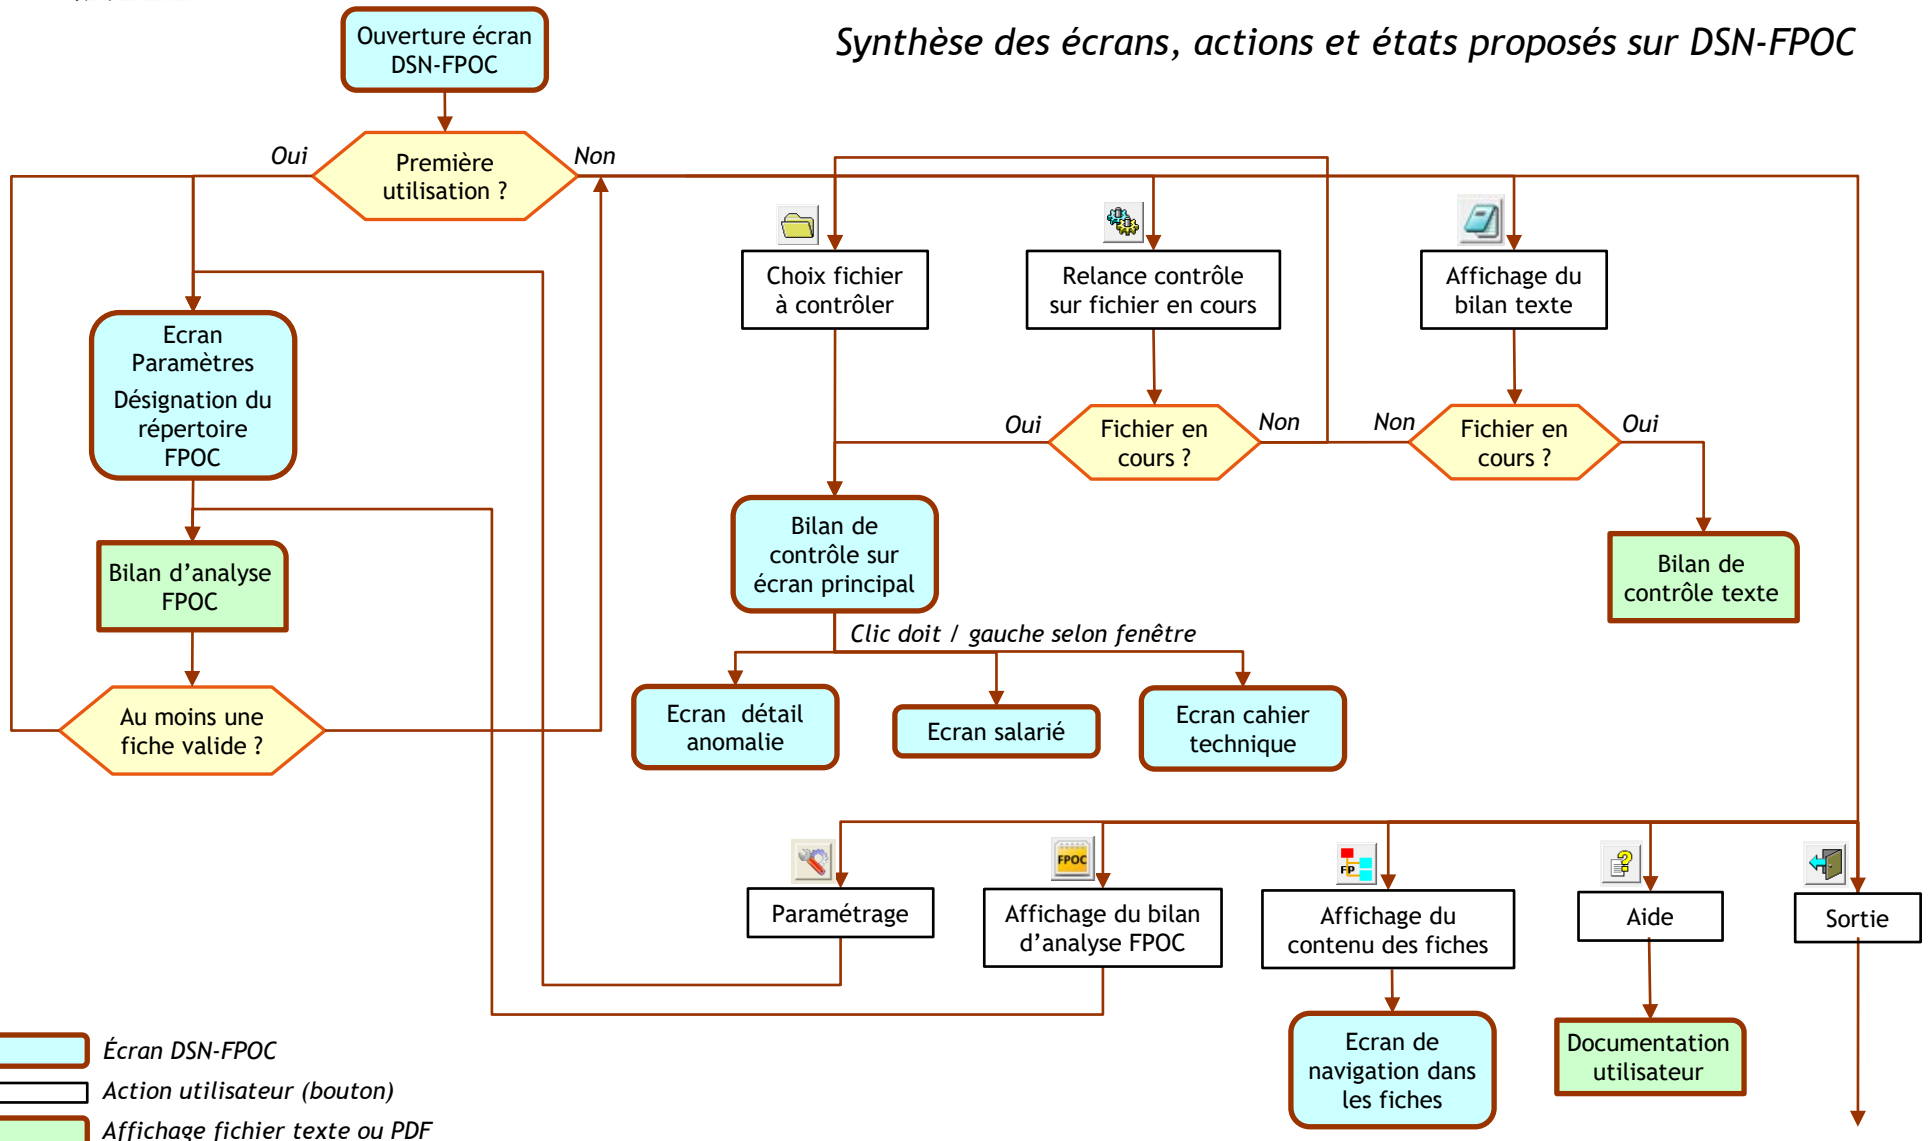 Synthèse des écrans, actions et états proposés sur DSN-FPOC
Ouverture écran
DSN-FPOC
Oui
Première
utilisation ?
Non
Choix fichier
à contrôler
Relance contrôle
sur fichier en cours
Affichage du
bilan texte
Ecran
Paramètres
Désignation du
répertoire
FPOC
Oui
Fichier en
cours ?
Non
Non
Fichier en
cours ?
Oui
Bilan de
contrôle sur
écran principal
Bilan d’analyse
FPOC
Bilan de
contrôle texte
Clic doit / gauche selon fenêtre
Au moins une
fiche valide ?
Ecran détail
anomalie
Ecran salarié
Ecran cahier
technique
FPOC
FP
Paramétrage
Affichage du bilan
d’analyse FPOC
Affichage du
contenu des fiches
Aide
Sortie
Ecran de
navigation dans
les fiches
Documentation
utilisateur
Écran DSN-FPOC
Action utilisateur (bouton)
Affichage fichier texte ou PDF